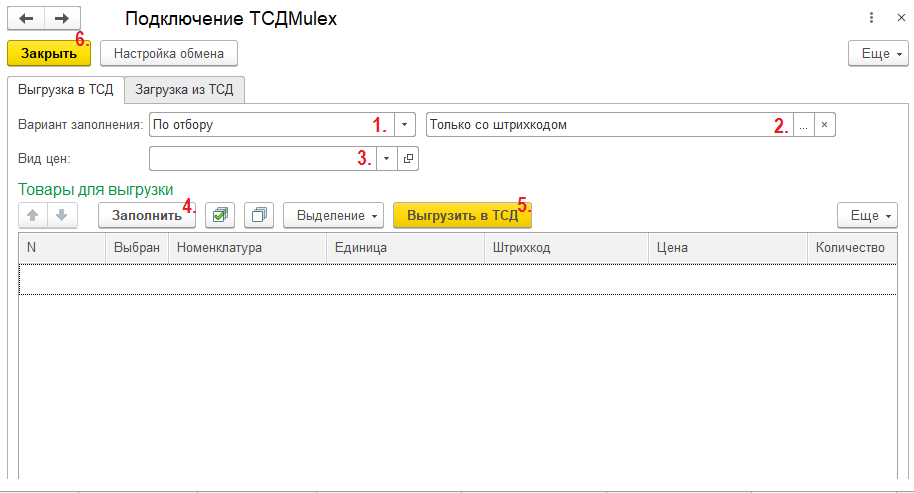 Подключение ТСДMulex
6.
Закрыть Настройка обмена Еще
Выгрузка в ТСД Загрузка из ТСД
Вариант заполнения: По отбору 1. Только со штрихкодом 2. ... ×
Вид цен: 3.
Товары для выгрузки
Заполнить 4. Выделение Выгрузить в ТСД 5. Еще
N Выбран Номенклатура Единица Штрихкод Цена Количество